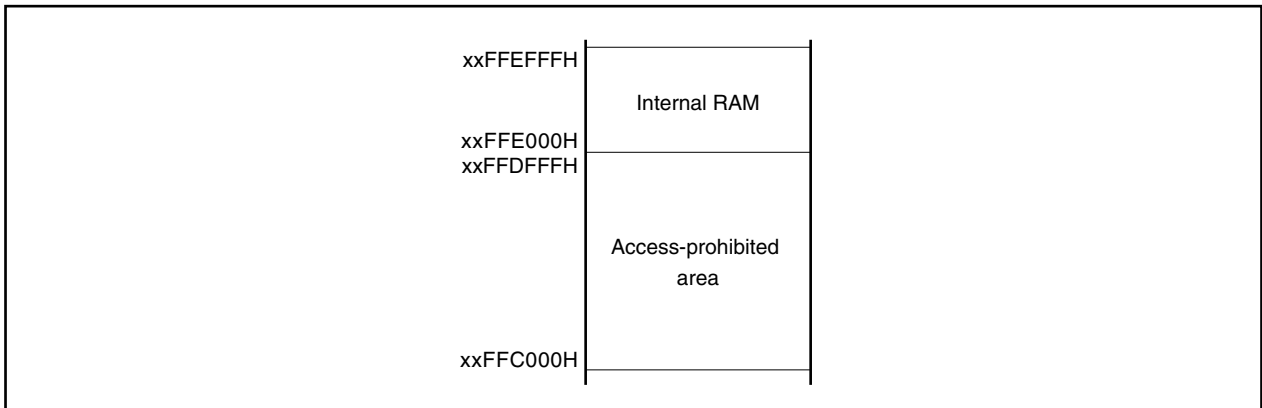 xxFFEFFFH
Internal RAM
xxFFE000H
xxFFDFFFH
Access-prohibited
area
xxFFC000H